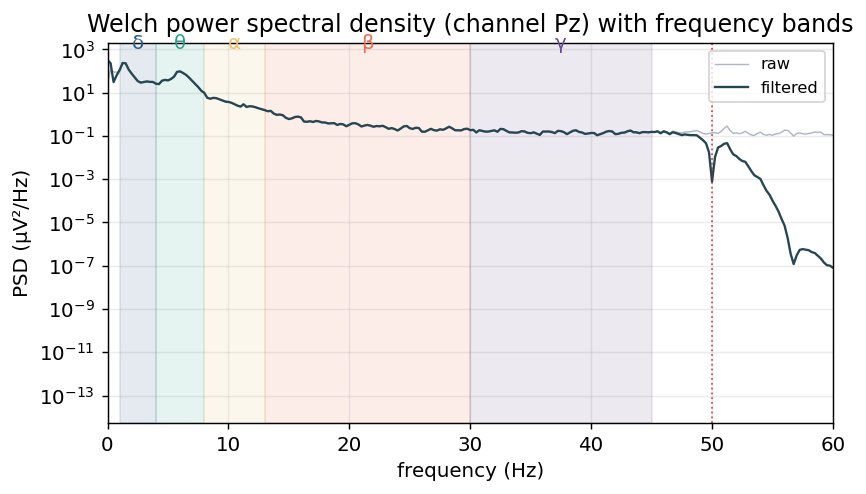 Welch power spectral density (channel Pz) with frequency bands
δ θ α β γ
raw
filtered
PSD (μV²/Hz)
10³
10¹
10⁻¹
10⁻³
10⁻⁵
10⁻⁷
10⁻⁹
10⁻¹¹
10⁻¹³
0 10 20 30 40 50 60
frequency (Hz)